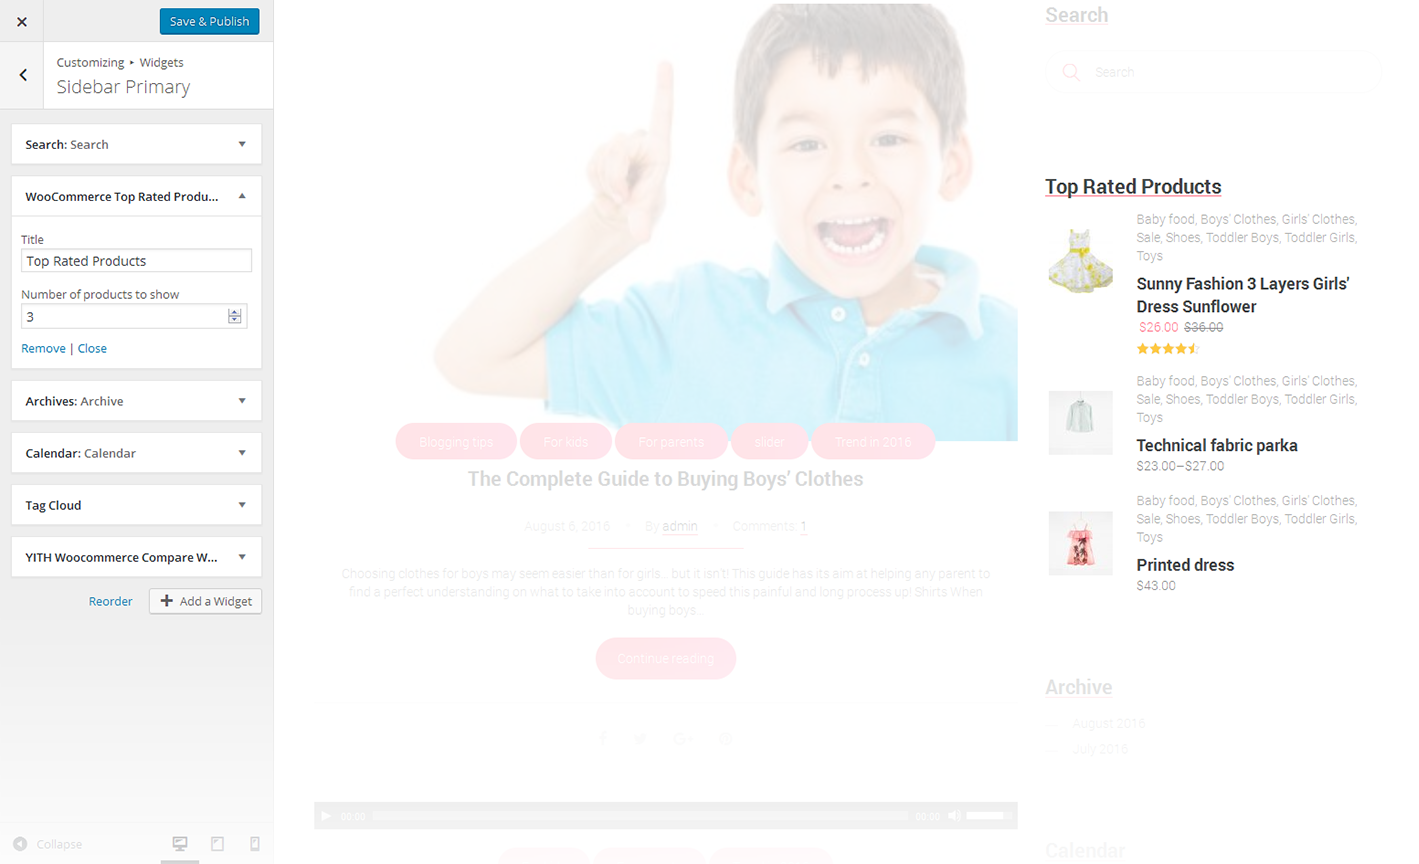 Save & Publish
Customizing ▸ Widgets
Sidebar Primary
Search: Search
WooCommerce Top Rated Produ...
Title
Top Rated Products
Number of products to show
3
Remove | Close
Archives: Archive
Calendar: Calendar
Tag Cloud
YITH Woocommerce Compare W...
Reorder
Add a Widget
Collapse
Blogging tips
For kids
For parents
slider
Trend in 2016
The Complete Guide to Buying Boys' Clothes
August 6, 2016
By admin
Comments: 1
Choosing clothes for boys may seem easier than for girls... but it isn't! This guide has its aim at helping any parent to
find a perfect understanding on what to take into account to speed this painful and long process up! Shirts When
buying boys...
Continue reading
00:00
00:00
Search
Search
Top Rated Products
Baby food, Boys' Clothes, Girls' Clothes,
Sale, Shoes, Toddler Boys, Toddler Girls,
Toys
Sunny Fashion 3 Layers Girls'
Dress Sunflower
$26.00 $36.00
Baby food, Boys' Clothes, Girls' Clothes,
Sale, Shoes, Toddler Boys, Toddler Girls,
Toys
Technical fabric parka
$23.00–$27.00
Baby food, Boys' Clothes, Girls' Clothes,
Sale, Shoes, Toddler Boys, Toddler Girls,
Toys
Printed dress
$43.00
Archive
August 2016
July 2016
Calendar